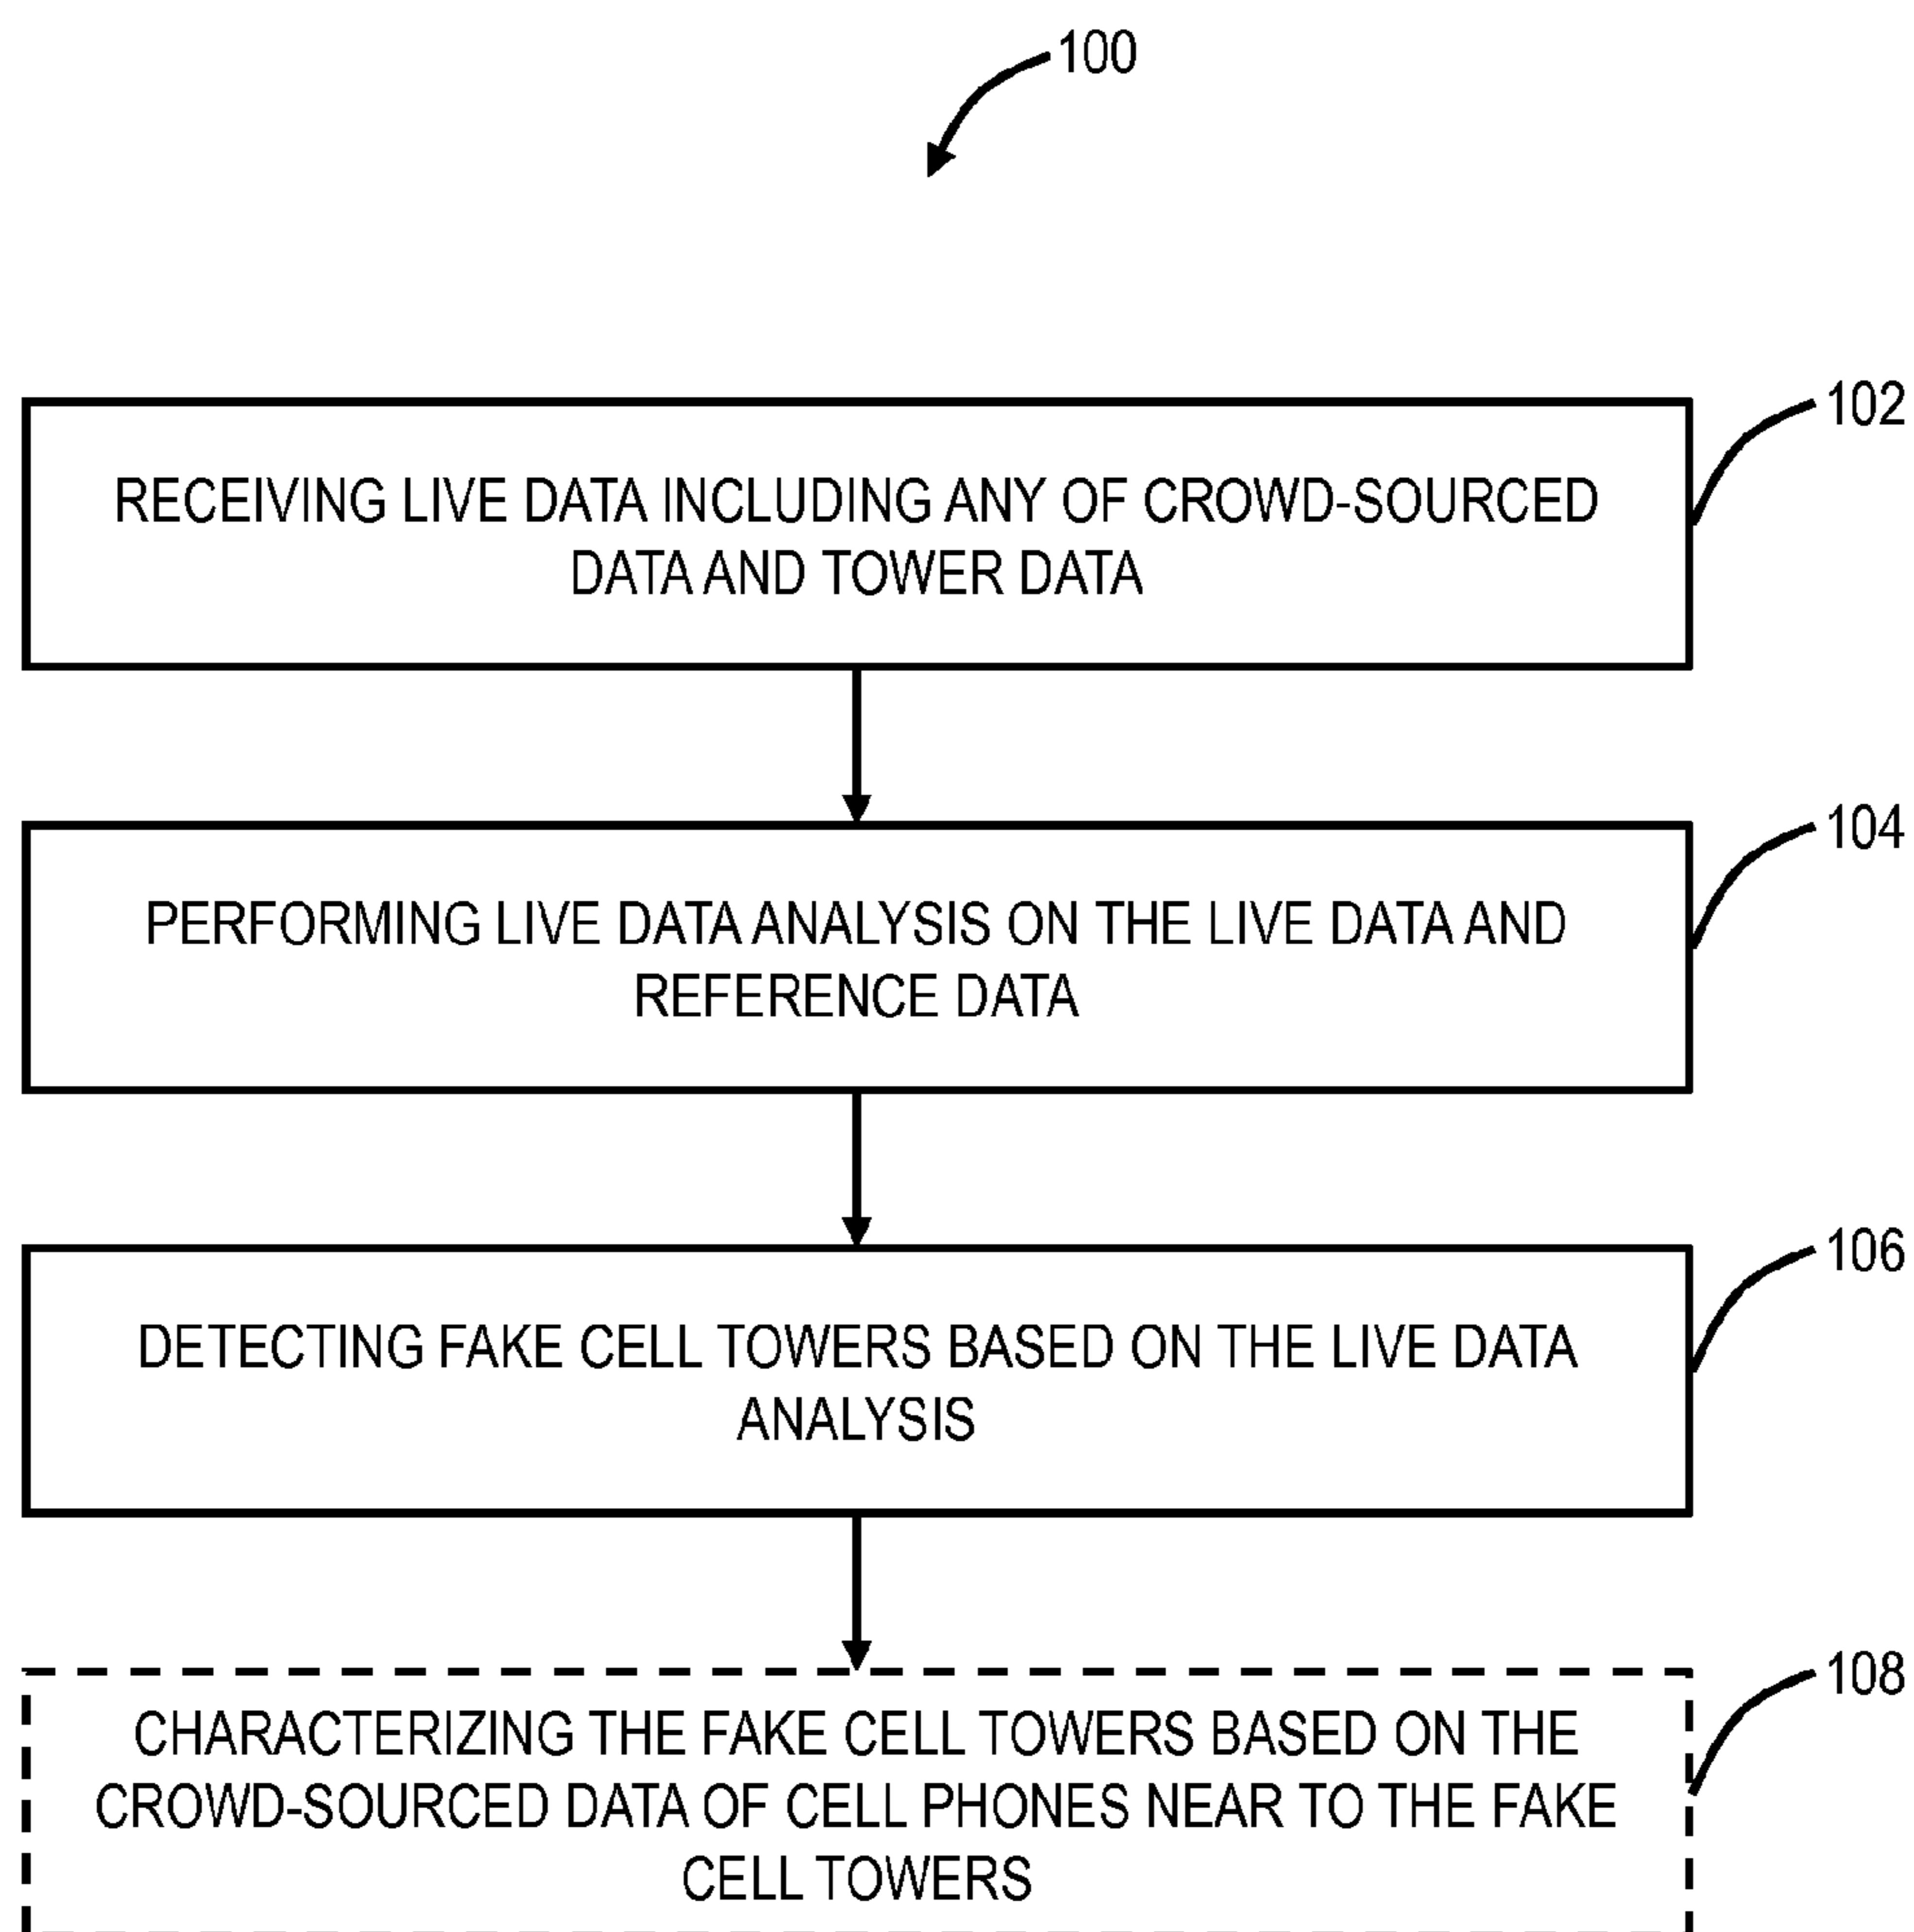 100
102
RECEIVING LIVE DATA INCLUDING ANY OF CROWD-SOURCED
DATA AND TOWER DATA
104
PERFORMING LIVE DATA ANALYSIS ON THE LIVE DATA AND
REFERENCE DATA
106
DETECTING FAKE CELL TOWERS BASED ON THE LIVE DATA
ANALYSIS
108
CHARACTERIZING THE FAKE CELL TOWERS BASED ON THE
CROWD-SOURCED DATA OF CELL PHONES NEAR TO THE FAKE
CELL TOWERS